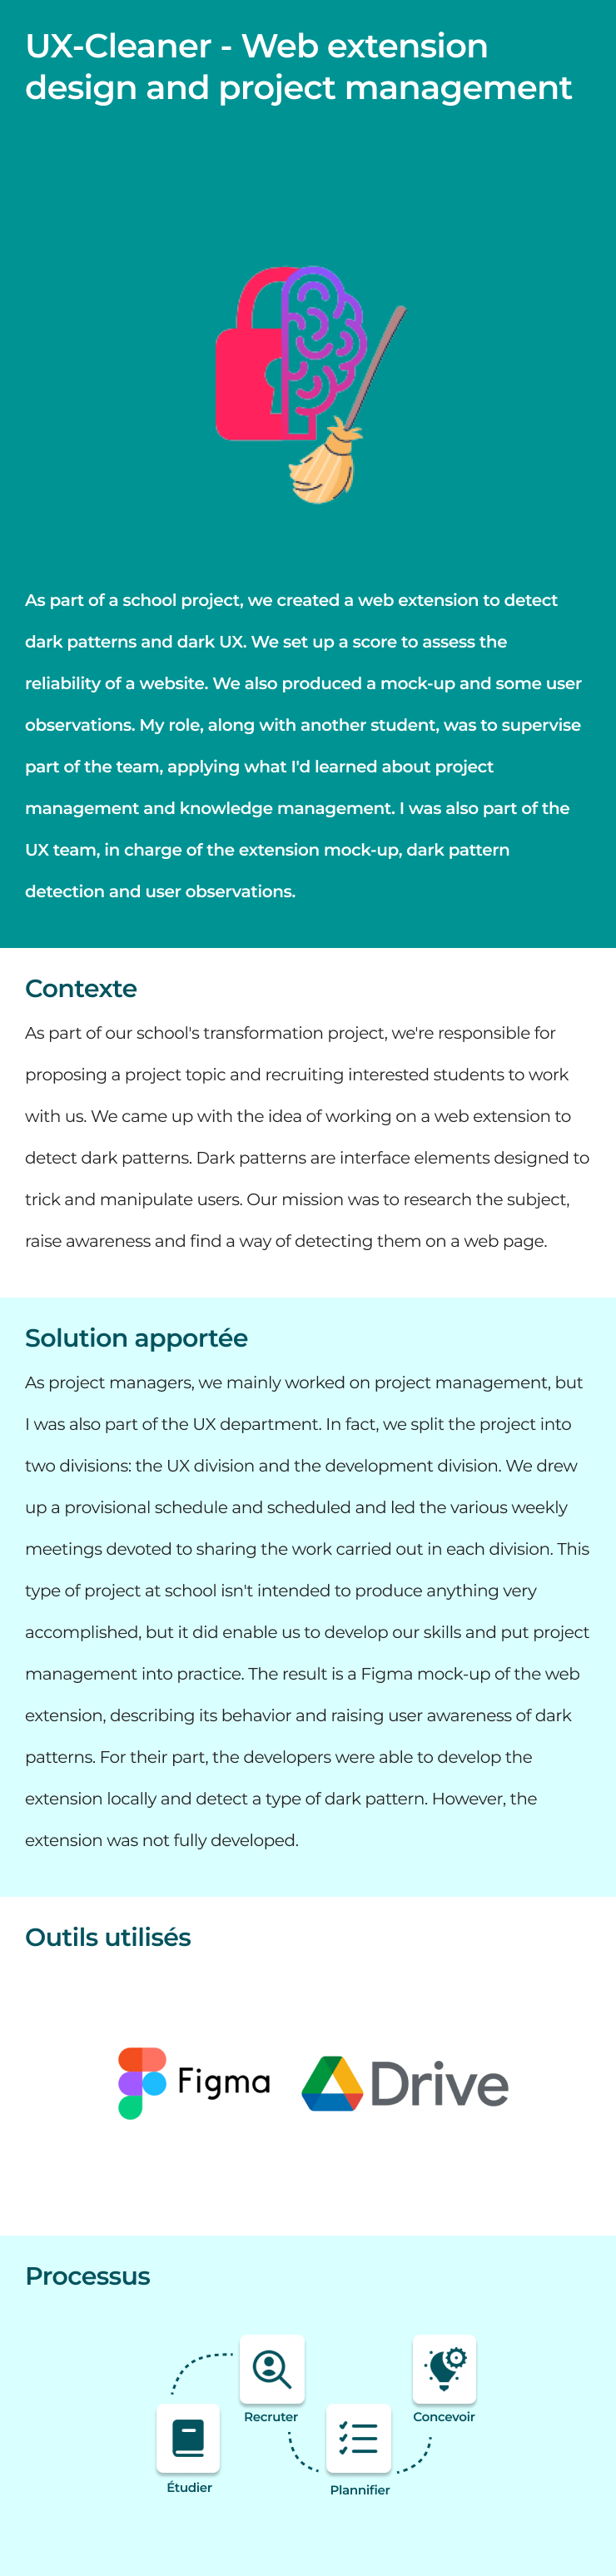 UX-Cleaner - Web extension
design and project management
As part of a school project, we created a web extension to detect
dark patterns and dark UX. We set up a score to assess the
reliability of a website. We also produced a mock-up and some user
observations. My role, along with another student, was to supervise
part of the team, applying what I'd learned about project
management and knowledge management. I was also part of the
UX team, in charge of the extension mock-up, dark pattern
detection and user observations.
Contexte
As part of our school's transformation project, we're responsible for
proposing a project topic and recruiting interested students to work
with us. We came up with the idea of working on a web extension to
detect dark patterns. Dark patterns are interface elements designed to
trick and manipulate users. Our mission was to research the subject,
raise awareness and find a way of detecting them on a web page.
Solution apportée
As project managers, we mainly worked on project management, but
I was also part of the UX department. In fact, we split the project into
two divisions: the UX division and the development division. We drew
up a provisional schedule and scheduled and led the various weekly
meetings devoted to sharing the work carried out in each division. This
type of project at school isn't intended to produce anything very
accomplished, but it did enable us to develop our skills and put project
management into practice. The result is a Figma mock-up of the web
extension, describing its behavior and raising user awareness of dark
patterns. For their part, the developers were able to develop the
extension locally and detect a type of dark pattern. However, the
extension was not fully developed.
Outils utilisés
Figma
Drive
Processus
Étudier
Recruter
Plannifier
Concevoir